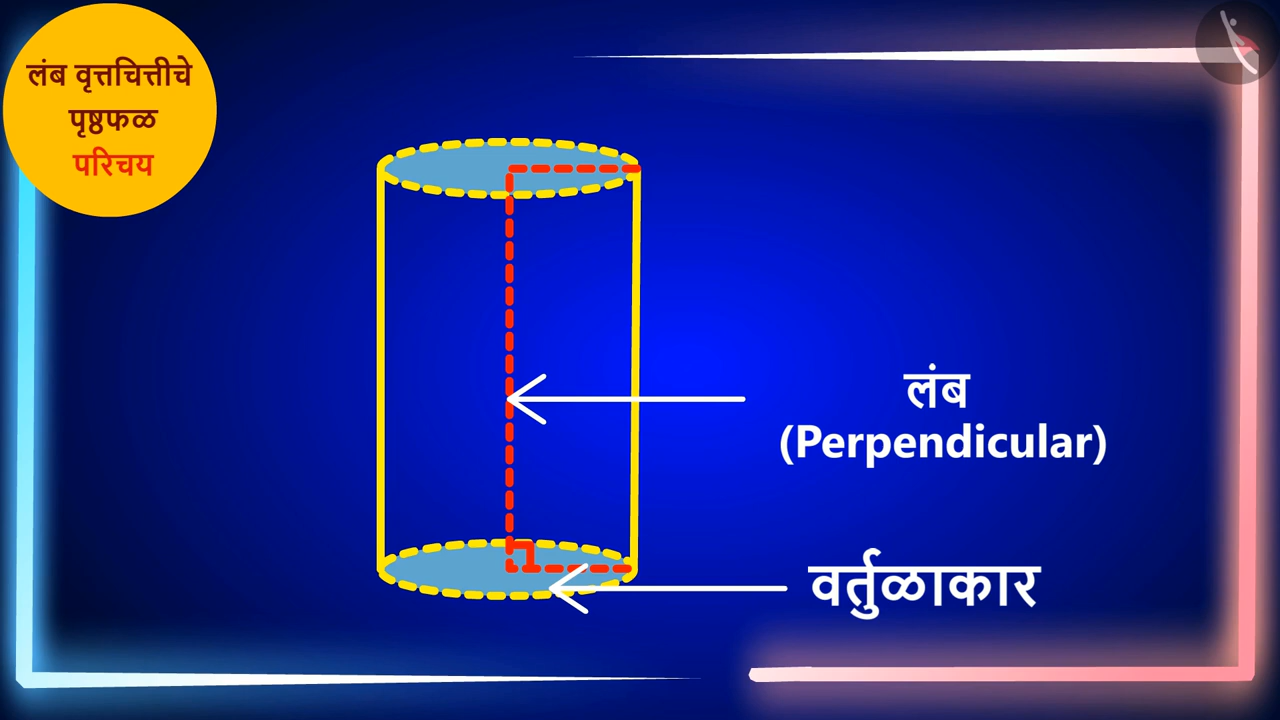 लंब वृत्तचित्तीचे
पृष्ठफळ
परिचय
लंब
(Perpendicular)
वर्तुळाकार